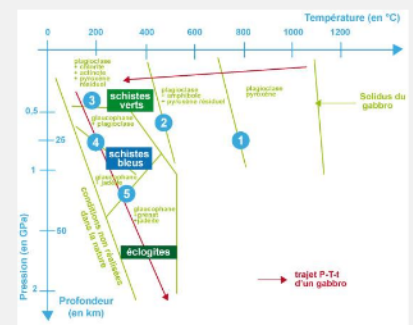 Température (en °C)
0
200
400
600
800
1000
1200
plagioclase
+ chlorite
+ actinote
+ pyroxène
résiduel
plagioclase
+ amphibole
+ pyroxène résiduel
plagioclase
pyroxène
Solidus du
gabbro
3
schistes
verts
0,5
glaucophane
+ plagioclase
2
1
4
25
schistes
bleus
1
glaucophane
+ jadéite
5
glaucophane
+ grenat
+ jadéite
50
conditions non réalisées
dans la nature
éclogites
2
trajet P-T-t
d'un gabbro
Pression (en GPa)
Profondeur
(en km)